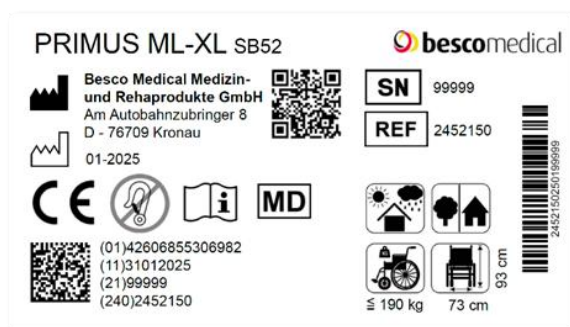 PRIMUS ML-XL SB52
bescomedical
Besco Medical Medizin-
und Rehaprodukte GmbH
Am Autobahnzubringer 8
D - 76709 Kronau
01-2025
SN 99999
REF 2452150
CE
i
MD
(01)42606855306982
(11)31012025
(21)99999
(240)2452150
≤ 190 kg
73 cm
93 cm
2452150250199999